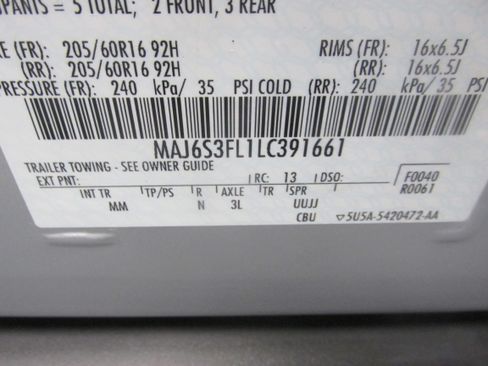 PANTS = 5 TOTAL; 2 FRONT, 3 REAR
RE (FR): 205/60R16 92H RIMS (FR): 16x6.5J
(RR): 205/60R16 92H (RR): 16x6.5J
PRESSURE (FR): 240 kPa/ 35 PSI COLD (RR): 240 kPa/ 35 PSI
MAJ6S3FL1LC391661
TRAILER TOWING - SEE OWNER GUIDE
EXT PNT: RC: 13 DSO: F0040
INT TR TP/PS R AXLE TR SPR R0061
MM N 3L UUJJ
CBU ▽5U5A-5420472-AA